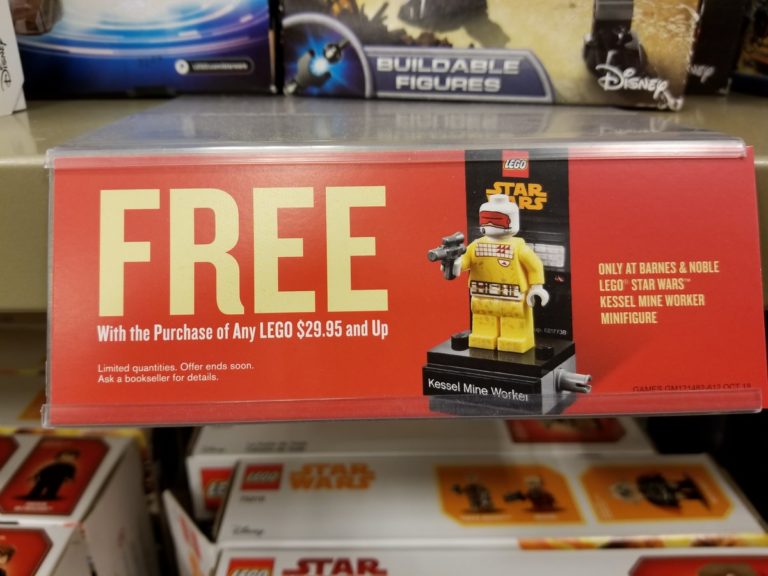 BUILDABLE
FIGURES
Disney
FREE
With the Purchase of Any LEGO $29.95 and Up
Limited quantities. Offer ends soon.
Ask a bookseller for details.
LEGO
STAR
WARS
Kessel Mine Worker
ONLY AT BARNES & NOBLE
LEGO® STAR WARS™
KESSEL MINE WORKER
MINIFIGURE
LEGO
LEGO STAR WARS
Disney
LEGO STAR